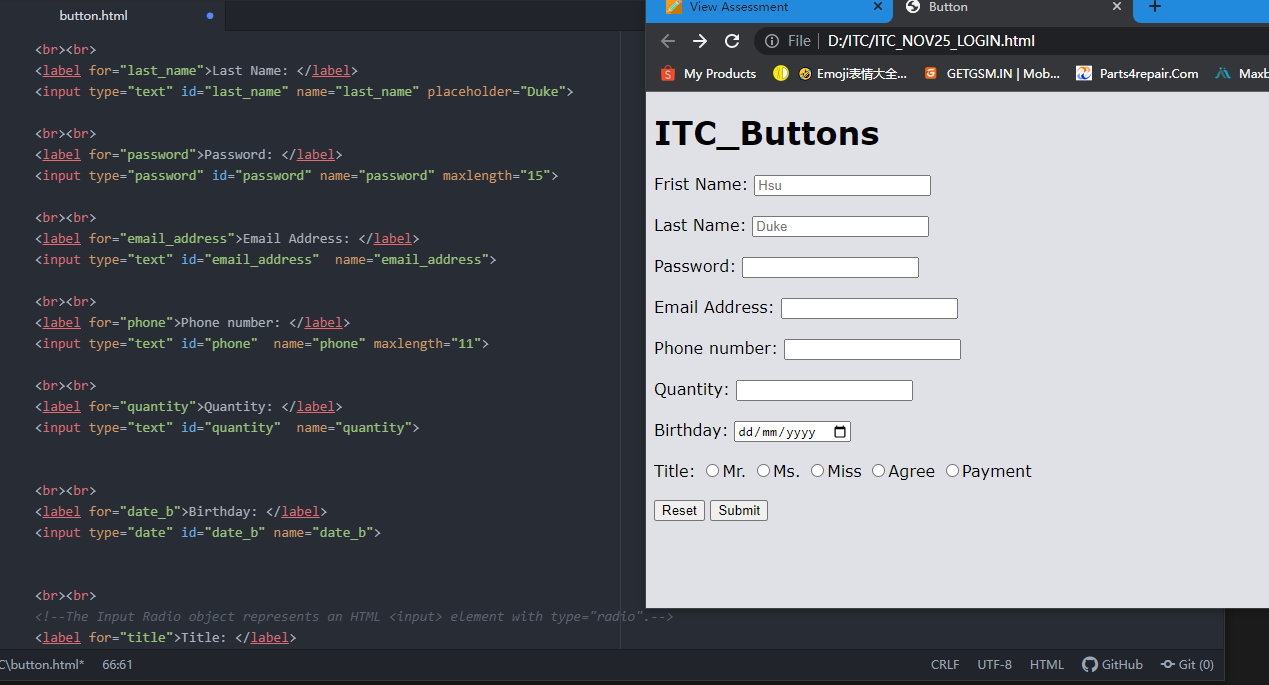 button.html
<br><br>
<label for="last_name">Last Name: </label>
<input type="text" id="last_name" name="last_name" placeholder="Duke">
<br><br>
<label for="password">Password: </label>
<input type="password" id="password" name="password" maxlength="15">
<br><br>
<label for="email_address">Email Address: </label>
<input type="text" id="email_address"  name="email_address">
<br><br>
<label for="phone">Phone number: </label>
<input type="text" id="phone"  name="phone" maxlength="11">
<br><br>
<label for="quantity">Quantity: </label>
<input type="text" id="quantity"  name="quantity">
<br><br>
<label for="date_b">Birthday: </label>
<input type="date" id="date_b" name="date_b">
<br><br>
<!--The Input Radio object represents an HTML <input> element with type="radio".-->
<label for="title">Title: </label>
C\button.html* 66:61
CRLF UTF-8 HTML GitHub Git (0)
View Assessment Button
File D:/ITC/ITC_NOV25_LOGIN.html
My Products Emoji表情大全... GETGSM.IN | Mob... Parts4repair.Com Maxb
ITC_Buttons
Frist Name: Hsu
Last Name: Duke
Password:
Email Address:
Phone number:
Quantity:
Birthday: dd/mm/yyyy
Title: Mr. Ms. Miss Agree Payment
Reset Submit